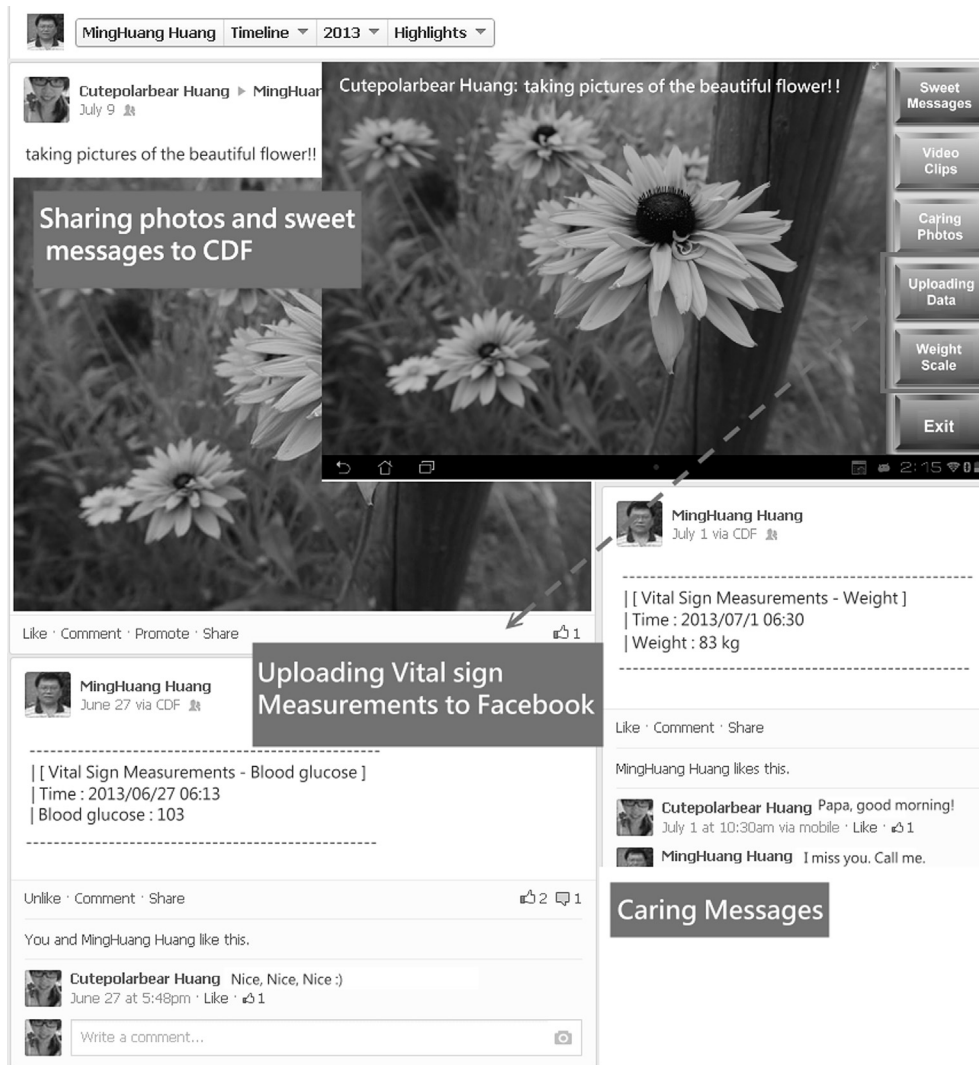 MingHuang Huang Timeline 2013 Highlights
Cutepolarbear Huang ▶ MingHuan
July 9
taking pictures of the beautiful flower!!
Sharing photos and sweet
messages to CDF
Cutepolarbear Huang: taking pictures of the beautiful flower!!
Sweet
Messages
Video
Clips
Caring
Photos
Uploading
Data
Weight
Scale
Exit
2:15
Like · Comment · Promote · Share 1
Uploading Vital sign
Measurements to Facebook
MingHuang Huang
June 27 via CDF
--------------------------------------------------
| [ Vital Sign Measurements - Blood glucose ]
| Time : 2013/06/27 06:13
| Blood glucose : 103
--------------------------------------------------
Unlike · Comment · Share 2 1
You and MingHuang Huang like this.
Cutepolarbear Huang Nice, Nice, Nice :)
June 27 at 5:48pm · Like · 1
Write a comment...
MingHuang Huang
July 1 via CDF
--------------------------------------------------
| [ Vital Sign Measurements - Weight ]
| Time : 2013/07/1 06:30
| Weight : 83 kg
--------------------------------------------------
Like · Comment · Share
MingHuang Huang likes this.
Cutepolarbear Huang Papa, good morning!
July 1 at 10:30am via mobile · Like · 1
MingHuang Huang I miss you. Call me.
Caring Messages